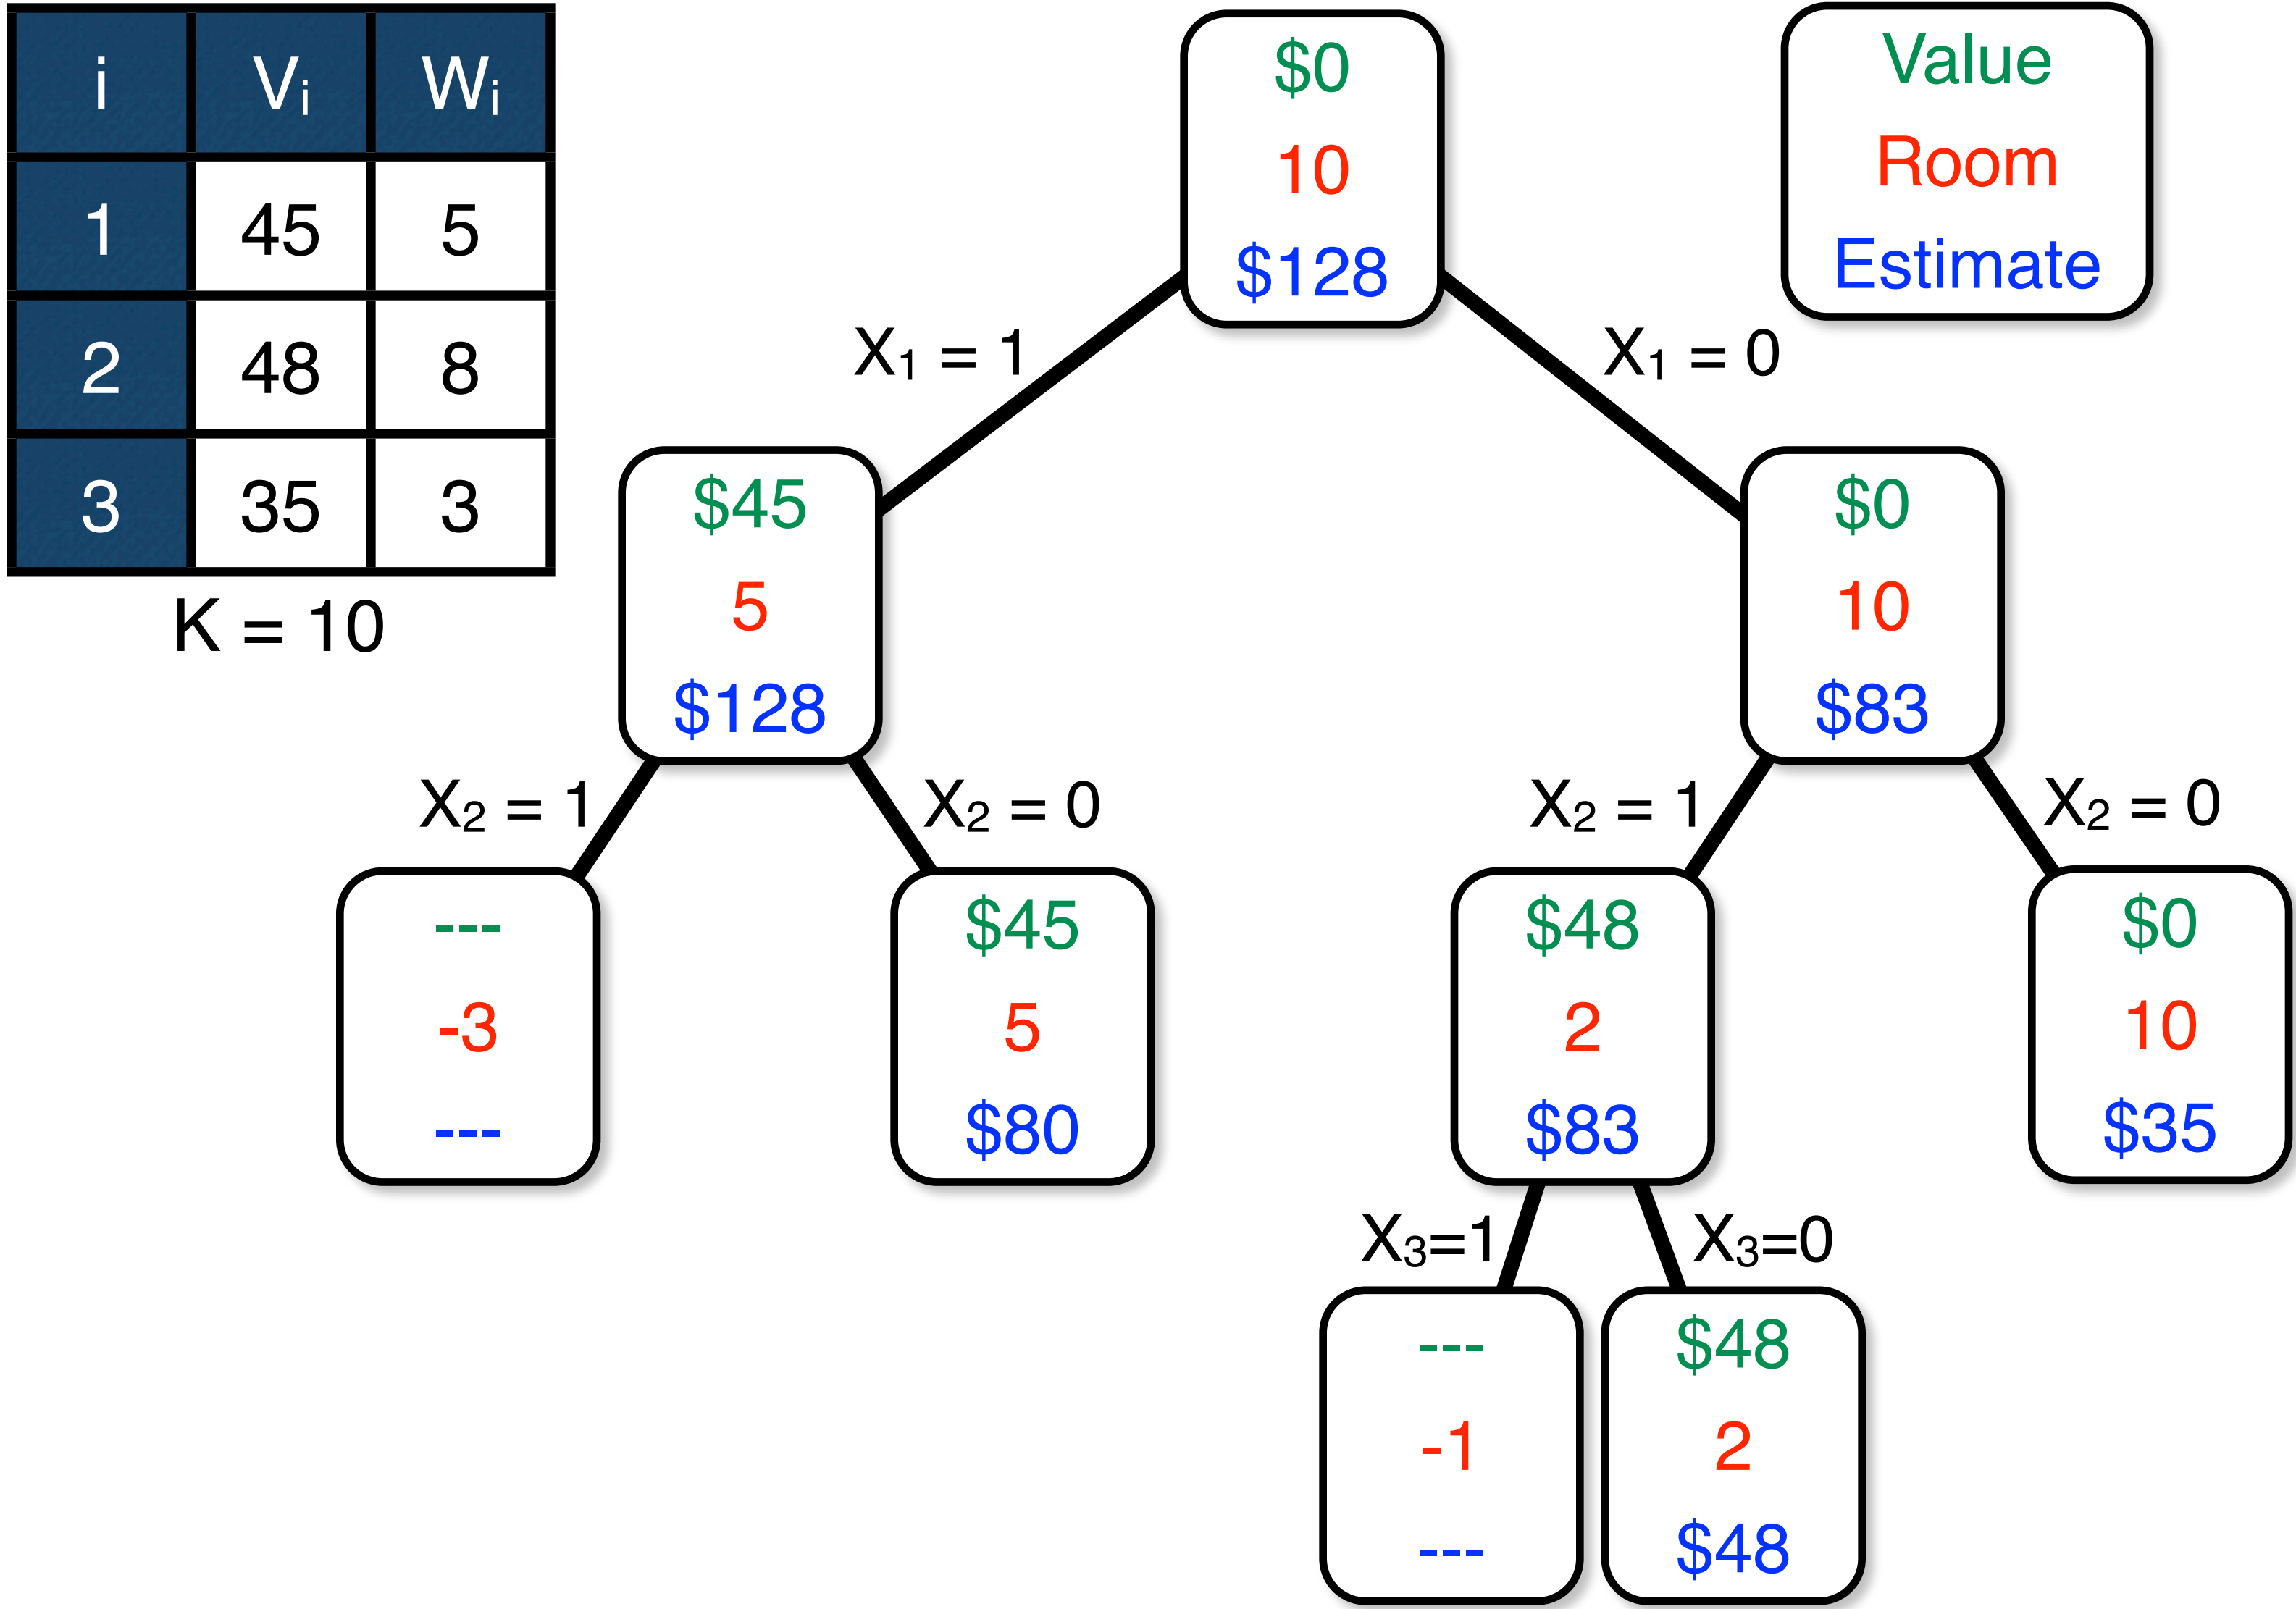 i Vᵢ Wᵢ
1 45 5
2 48 8
3 35 3
K = 10
Value
Room
Estimate
$0
10
$128
X₁ = 1
X₁ = 0
$45
5
$128
$0
10
$83
X₂ = 1
X₂ = 0
X₂ = 1
X₂ = 0
---
-3
---
$45
5
$80
$48
2
$83
$0
10
$35
X₃=1
X₃=0
---
-1
---
$48
2
$48